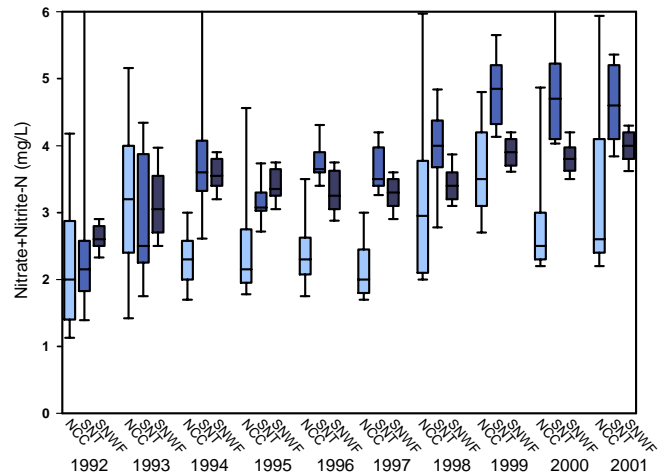 Nitrate+Nitrite-N (mg/L)
6
5
4
3
2
1
0
NCC SNT SNWF NCC SNT SNWF NCC SNT SNWF NCC SNT SNWF NCC SNT SNWF NCC SNT SNWF NCC SNT SNWF NCC SNT SNWF NCC SNT SNWF NCC SNT SNWF
1992 1993 1994 1995 1996 1997 1998 1999 2000 2001